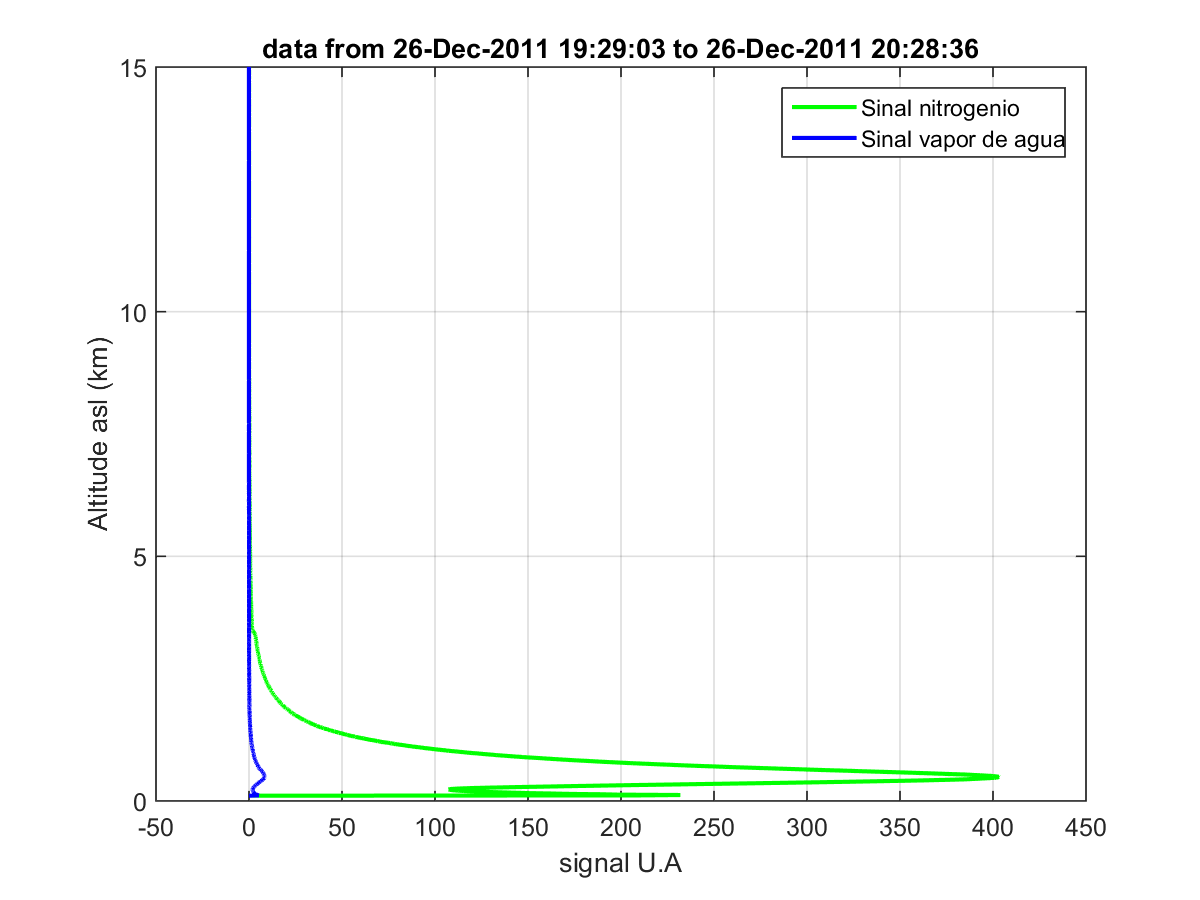 data from 26-Dec-2011 19:29:03 to 26-Dec-2011 20:28:36
Sinal nitrogenio
Sinal vapor de agua
15
10
5
0
Altitude asl (km)
-50 0 50 100 150 200 250 300 350 400 450
signal U.A